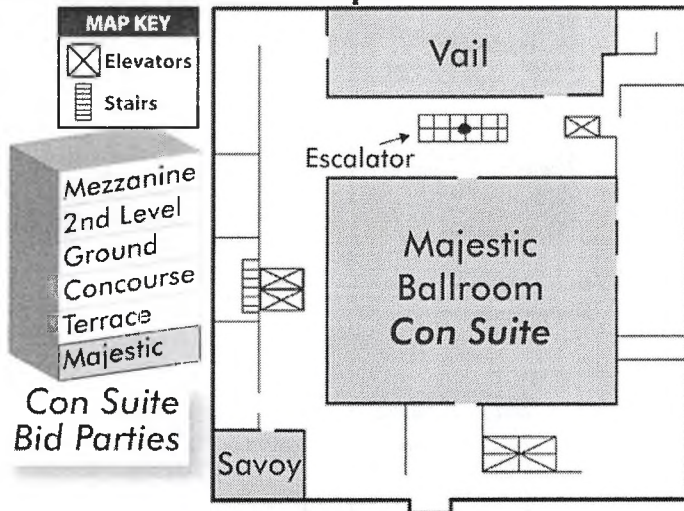 MAP KEY
Elevators
Stairs
Mezzanine
2nd Level
Ground
Concourse
Terrace
Majestic
Con Suite
Bid Parties
Vail
Escalator
Majestic
Ballroom
Con Suite
Savoy